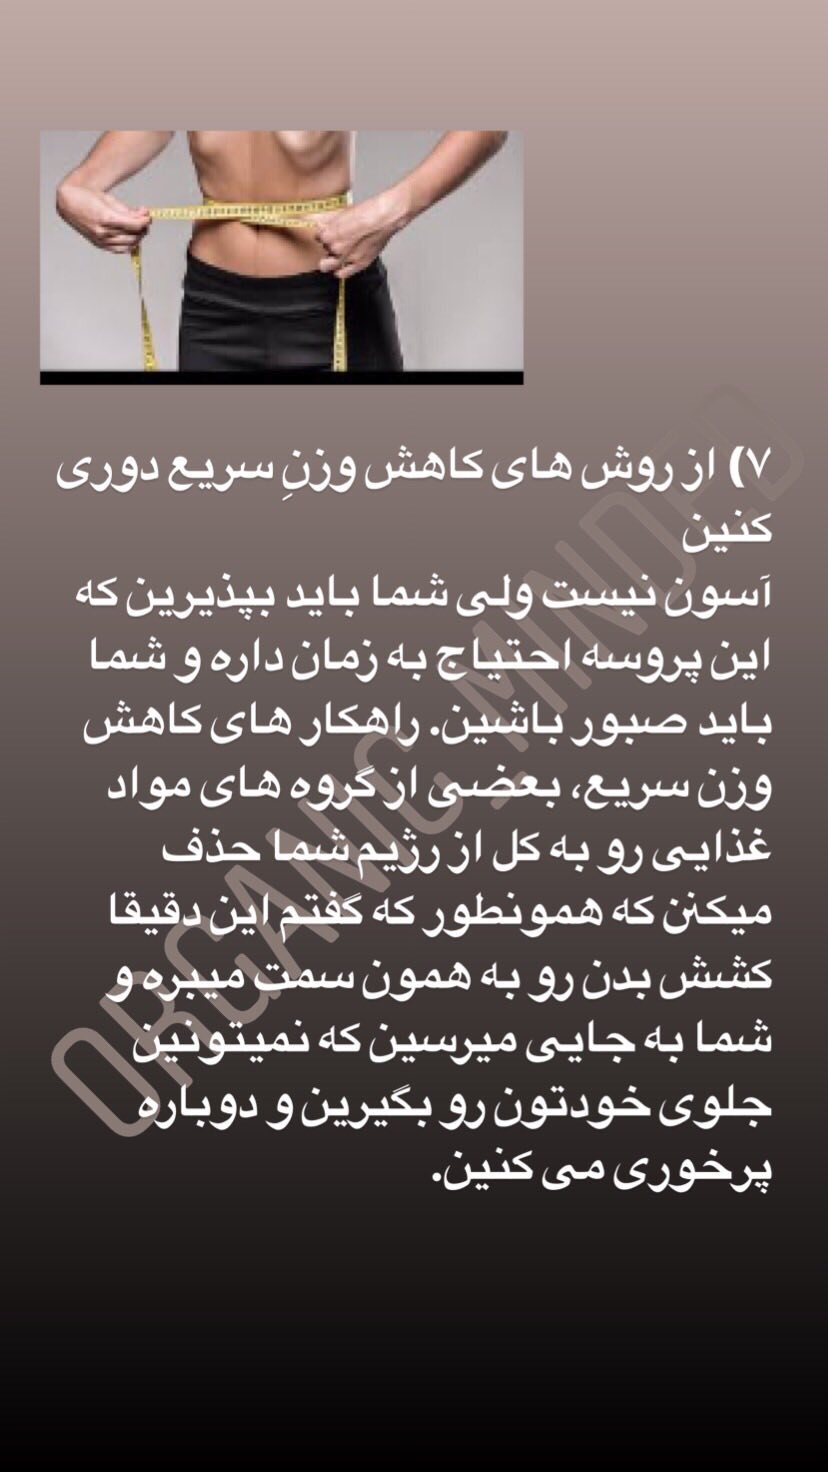 ۷) از روش های کاهش وزنِ سریع دوری
کنین
آسون نیست ولی شما باید بپذیرین که
این پروسه احتیاج به زمان داره و شما
باید صبور باشین. راهکار های کاهش
وزن سریع، بعضی از گروه های مواد
غذایی رو به کل از رژیم شما حذف
میکنن که همونطور که گفتم این دقیقا
کشش بدن رو به همون سمت میبره و
شما به جایی میرسین که نمیتونین
جلوی خودتون رو بگیرین و دوباره
پرخوری می کنین.
ORGANIC_MINDED